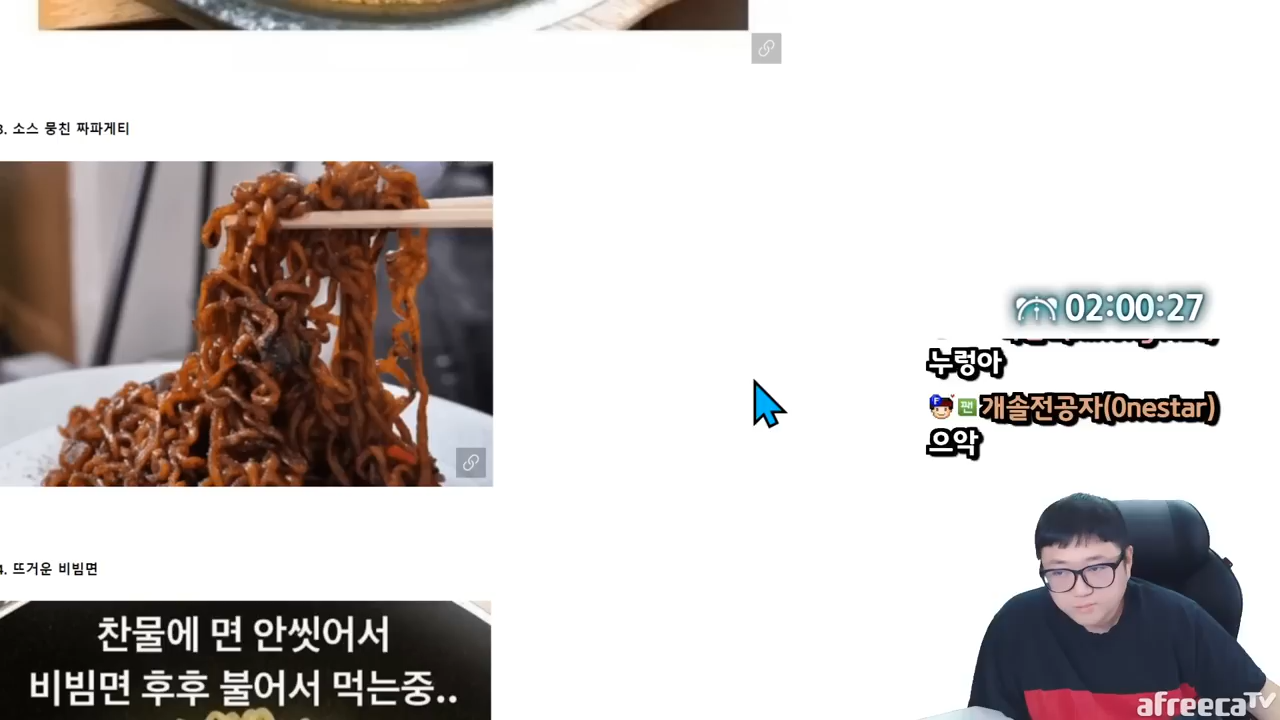 3. 소스 뭉친 짜파게티
02:00:27
누렁아
F 팬 개솔전공자(0nestar)
으악
4. 뜨거운 비빔면
찬물에 면 안씻어서
비빔면 후후 불어서 먹는중..
afreecaTV